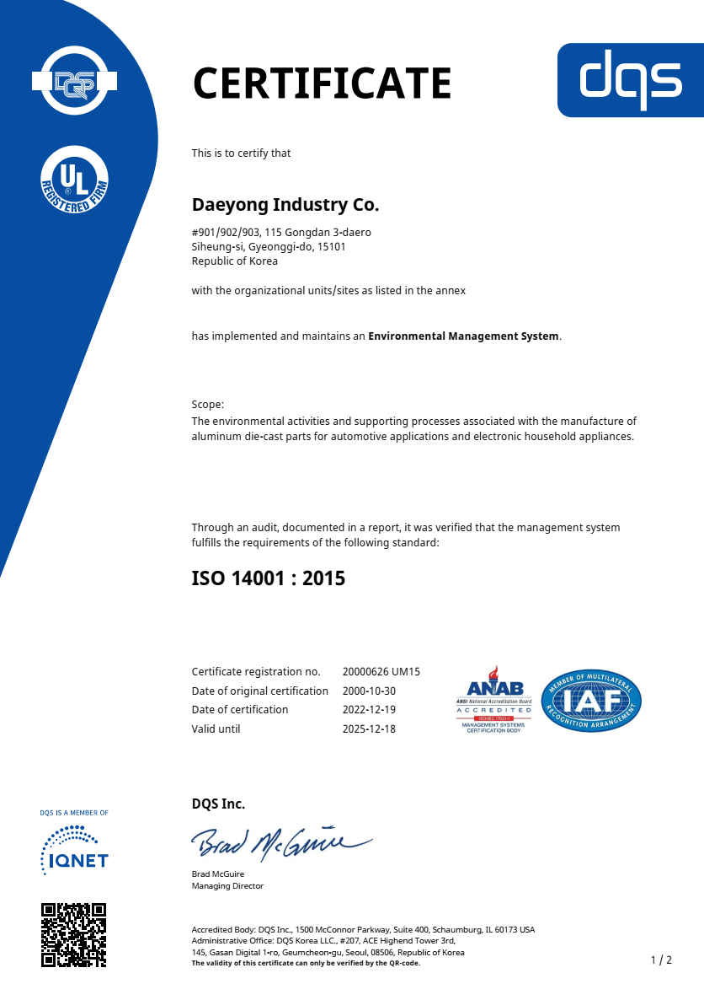 DQS
CERTIFICATE
dqs
UL
®
REGISTERED FIRM
This is to certify that
Daeyong Industry Co.
#901/902/903, 115 Gongdan 3-daero
Siheung-si, Gyeonggi-do, 15101
Republic of Korea
with the organizational units/sites as listed in the annex
has implemented and maintains an Environmental Management System.
Scope:
The environmental activities and supporting processes associated with the manufacture of
aluminum die-cast parts for automotive applications and electronic household appliances.
Through an audit, documented in a report, it was verified that the management system
fulfills the requirements of the following standard:
ISO 14001 : 2015
Certificate registration no. 20000626 UM15
Date of original certification 2000-10-30
Date of certification 2022-12-19
Valid until 2025-12-18
ANAB
ANSI National Accreditation Board
ACCREDITED
ISO/IEC 17021-1
MANAGEMENT SYSTEMS
CERTIFICATION BODY
MEMBER OF MULTILATERAL
IAF
RECOGNITION ARRANGEMENT
DQS Inc.
Brad McGuire
Brad McGuire
Managing Director
DQS IS A MEMBER OF
IQNET
Accredited Body: DQS Inc., 1500 McConnor Parkway, Suite 400, Schaumburg, IL 60173 USA
Administrative Office: DQS Korea LLC., #207, ACE Highend Tower 3rd,
145, Gasan Digital 1-ro, Geumcheon-gu, Seoul, 08506, Republic of Korea
The validity of this certificate can only be verified by the QR-code.
1 / 2